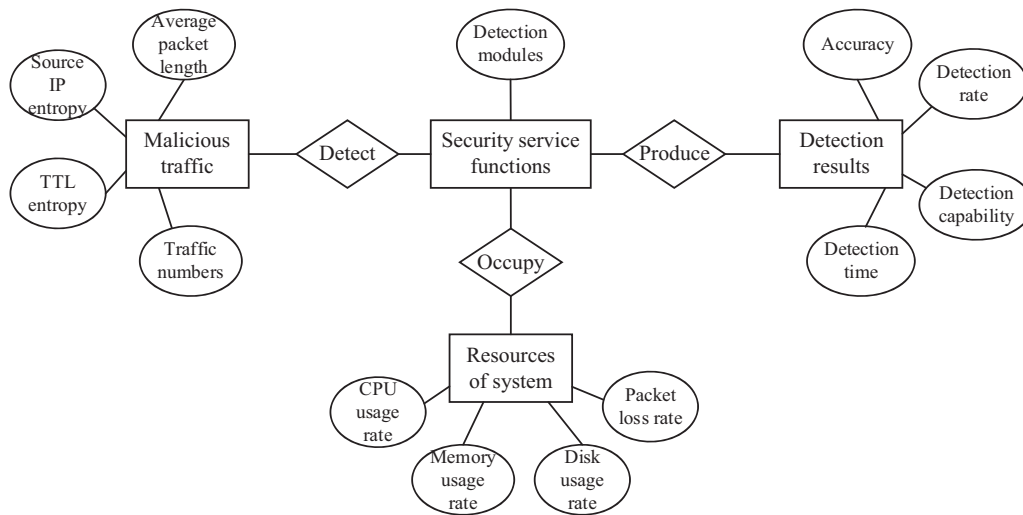 Average
packet
length
Source
IP
entropy
TTL
entropy
Traffic
numbers
Malicious
traffic
Detect
Detection
modules
Security service
functions
Produce
Accuracy
Detection
rate
Detection
results
Detection
capability
Detection
time
Occupy
Resources
of system
CPU
usage
rate
Memory
usage
rate
Disk
usage
rate
Packet
loss rate